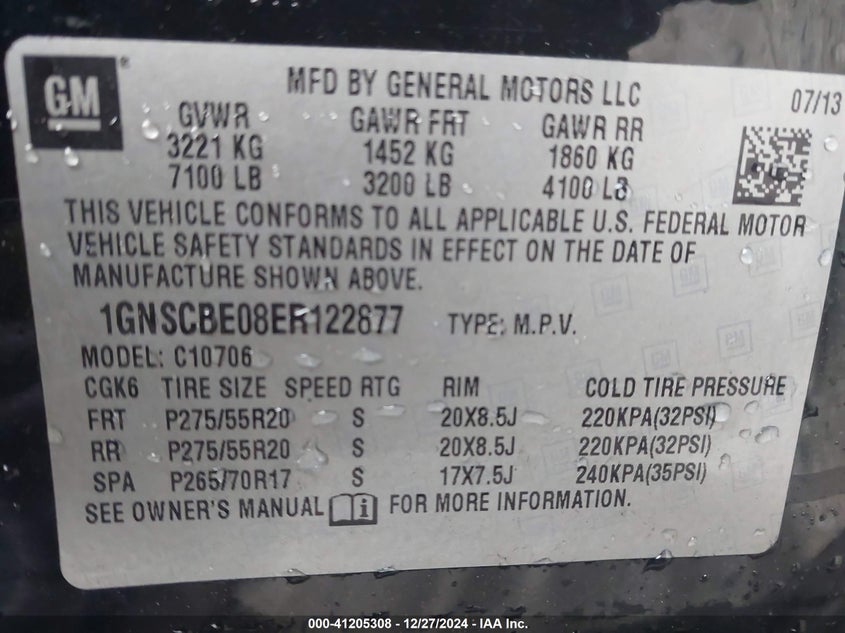 GM
MFD BY GENERAL MOTORS LLC
07/13
GVWR GAWR FRT GAWR RR
3221 KG 1452 KG 1860 KG
7100 LB 3200 LB 4100 LB
THIS VEHICLE CONFORMS TO ALL APPLICABLE U.S. FEDERAL MOTOR
VEHICLE SAFETY STANDARDS IN EFFECT ON THE DATE OF
MANUFACTURE SHOWN ABOVE.
1GNSCBE08ER122877 TYPE: M.P.V.
MODEL: C10706
CGK6 TIRE SIZE SPEED RTG RIM COLD TIRE PRESSURE
FRT P275/55R20 S 20X8.5J 220KPA(32PSI)
RR P275/55R20 S 20X8.5J 220KPA(32PSI)
SPA P265/70R17 S 17X7.5J 240KPA(35PSI)
SEE OWNER'S MANUAL i FOR MORE INFORMATION.
000-41205308 - 12/27/2024 - IAA Inc.